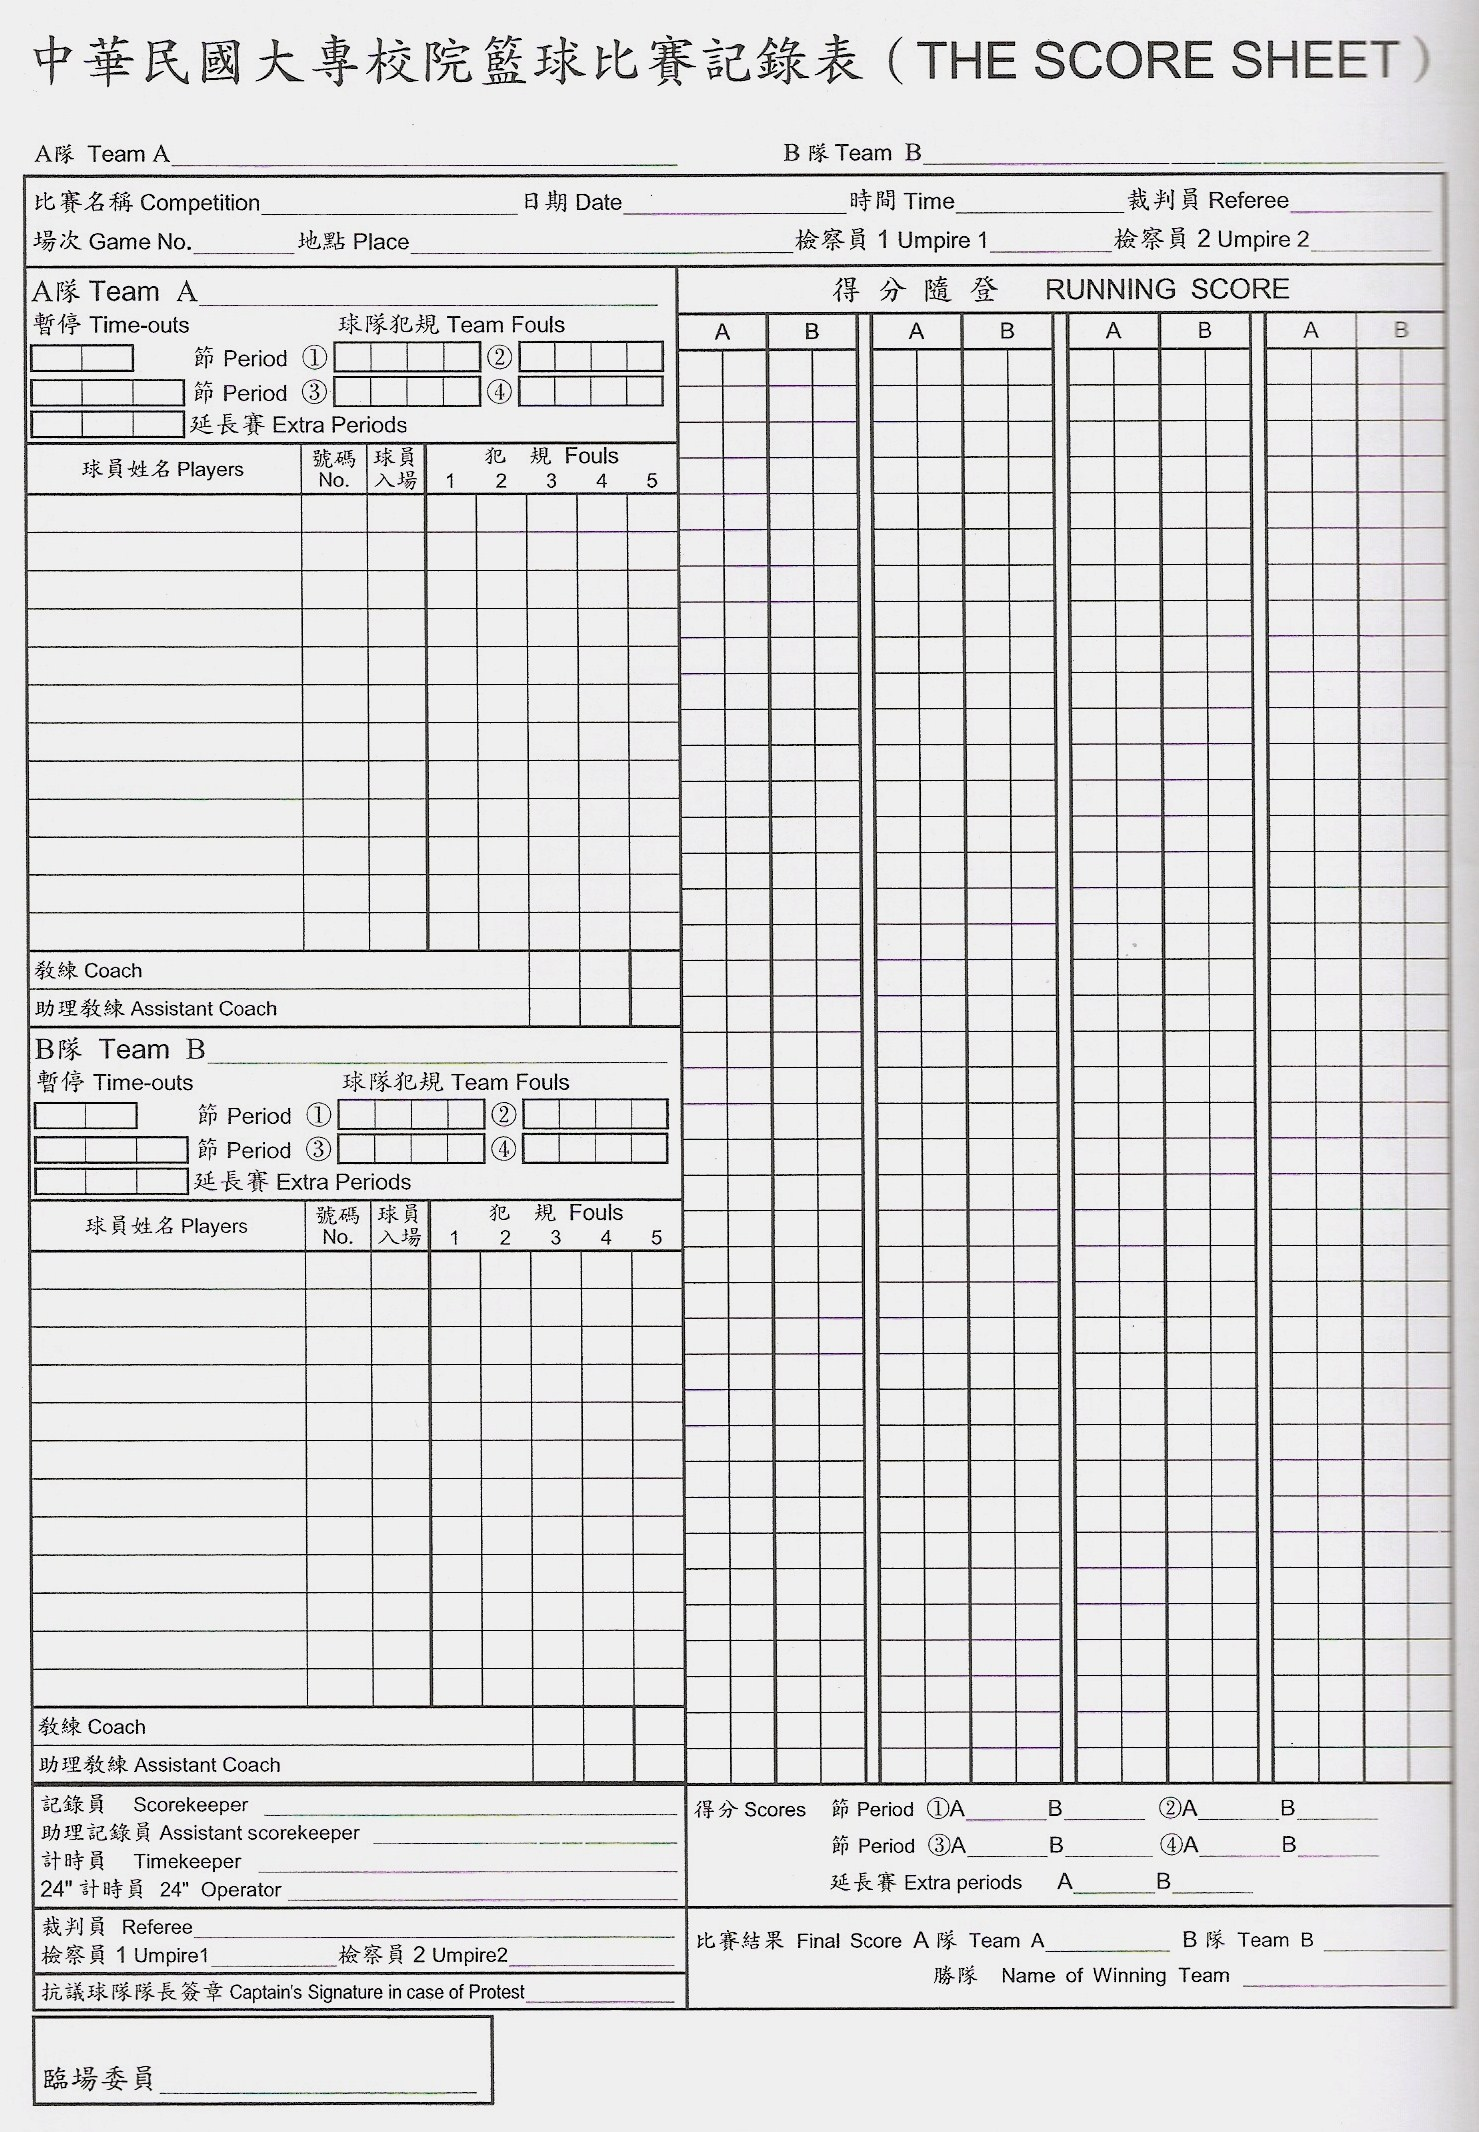 中華民國大專校院籃球比賽記錄表（THE SCORE SHEET）
A隊 Team A B 隊 Team B
比賽名稱 Competition 日期 Date 時間 Time 裁判員 Referee
場次 Game No. 地點 Place 檢察員 1 Umpire 1 檢察員 2 Umpire 2
A隊 Team A
暫停 Time-outs 球隊犯規 Team Fouls
節 Period ① ②
節 Period ③ ④
延長賽 Extra Periods
球員姓名 Players 號碼 No. 球員入場 犯 規 Fouls
1 2 3 4 5
教練 Coach
助理教練 Assistant Coach
B隊 Team B
暫停 Time-outs 球隊犯規 Team Fouls
節 Period ① ②
節 Period ③ ④
延長賽 Extra Periods
球員姓名 Players 號碼 No. 球員入場 犯 規 Fouls
1 2 3 4 5
教練 Coach
助理教練 Assistant Coach
記錄員 Scorekeeper
助理記錄員 Assistant scorekeeper
計時員 Timekeeper
24" 計時員 24" Operator
裁判員 Referee
檢察員 1 Umpire1 檢察員 2 Umpire2
抗議球隊隊長簽章 Captain's Signature in case of Protest
臨場委員
得 分 隨 登 RUNNING SCORE
A B A B A B A B
得分 Scores 節 Period ①A B ②A B
節 Period ③A B ④A B
延長賽 Extra periods A B
比賽結果 Final Score A 隊 Team A B 隊 Team B
勝隊 Name of Winning Team